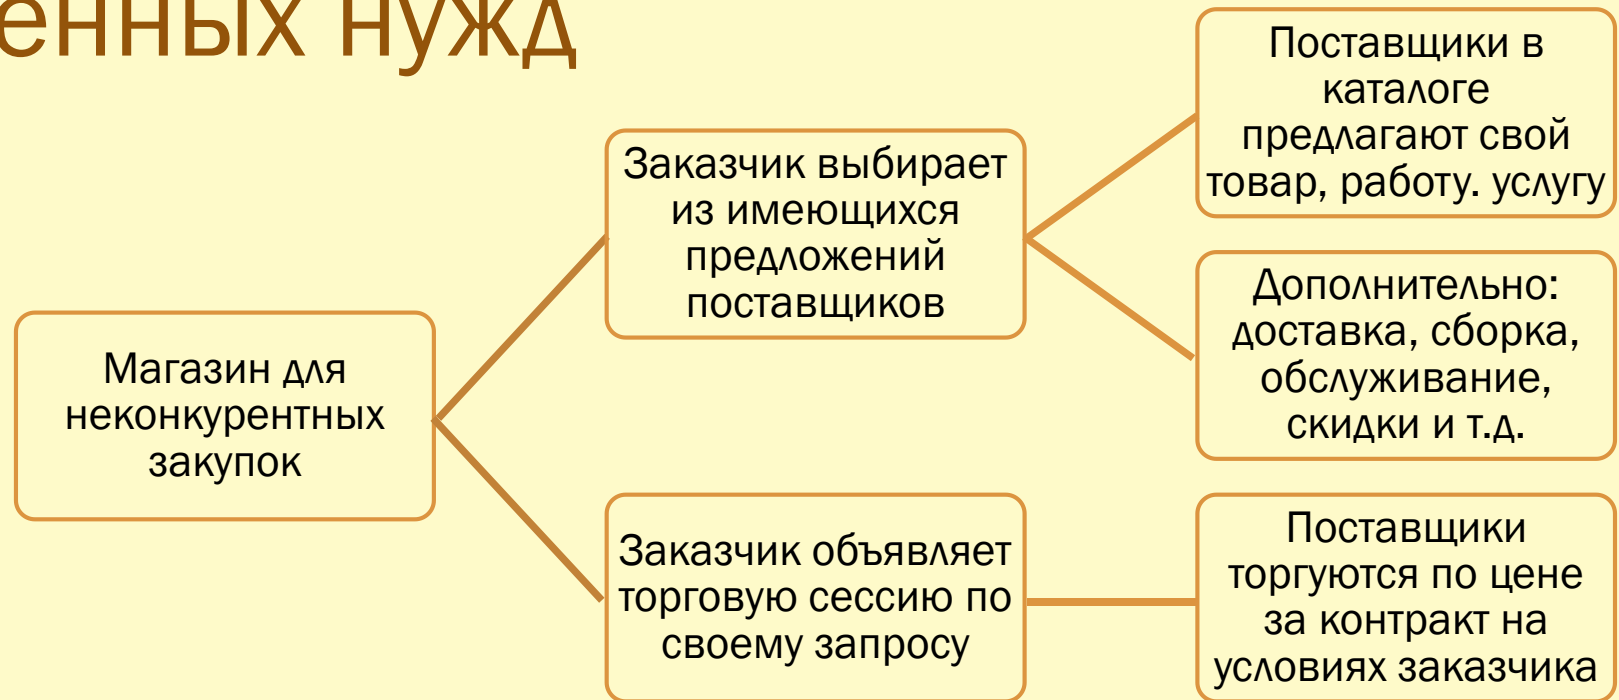 енных нужд
Магазин для
неконкурентных
закупок
Заказчик выбирает
из имеющихся
предложений
поставщиков
Поставщики в
каталоге
предлагают свой
товар, работу. услугу
Дополнительно:
доставка, сборка,
обслуживание,
скидки и т.д.
Заказчик объявляет
торговую сессию по
своему запросу
Поставщики
торгуются по цене
за контракт на
условиях заказчика